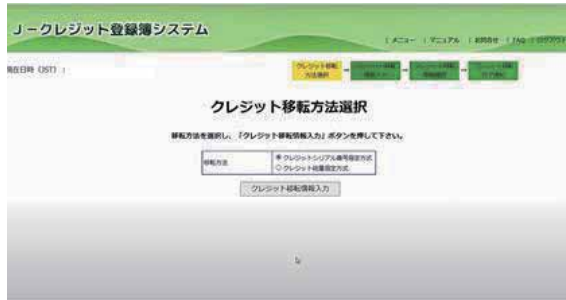 J－クレジット登録簿システム
| メニュー | マニュアル | お問合せ | FAQ | ログアウト
現在日時 (JST) :
クレジット移転
方法選択
クレジット移転方法選択
移転方法を選択し、「クレジット移転情報入力」ボタンを押して下さい。
移転方法
クレジットシリアル番号指定方式
クレジット総量指定方式
クレジット移転情報入力